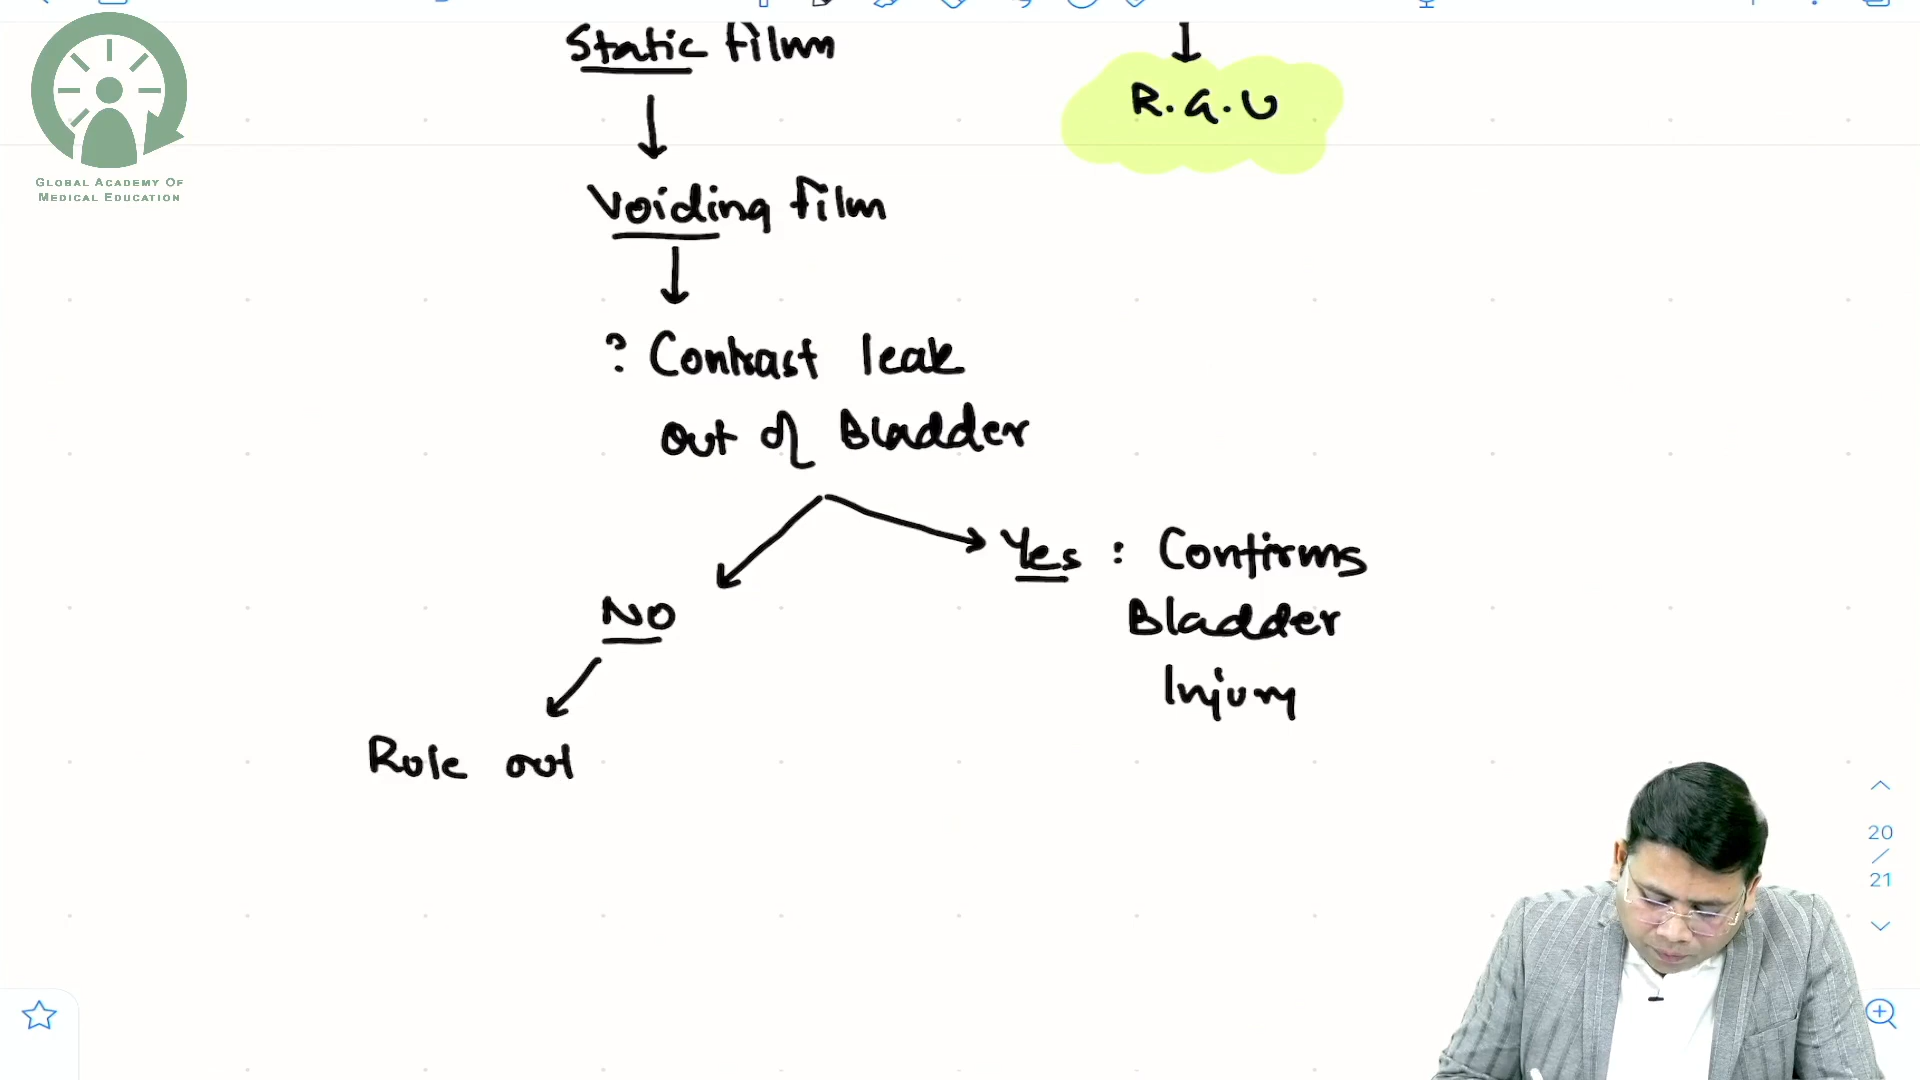 Static film
R.G.U
GLOBAL ACADEMY OF
MEDICAL EDUCATION
Voiding film
? Contrast leak
out of Bladder
Yes : Confirms
Bladder
Injury
NO
Rule out
20
/
21